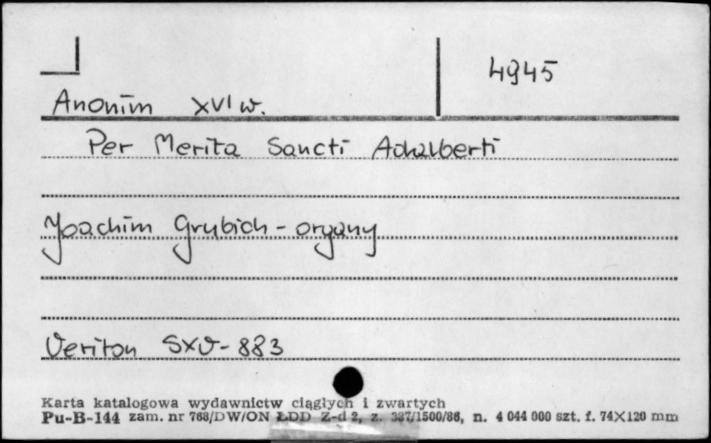 4945
Anonim XVI w.
Per Merita Sancti Adalberti
Joachim Grubich - organy
Veriton SXV-883
Karta katalogowa wydawnictw ciągłych i zwartych
Pu-B-144 zam. nr 768/DW/ON ŁDD Z-d 2, z. 327/1500/86, n. 4 044 000 szt. f. 74X120 mm